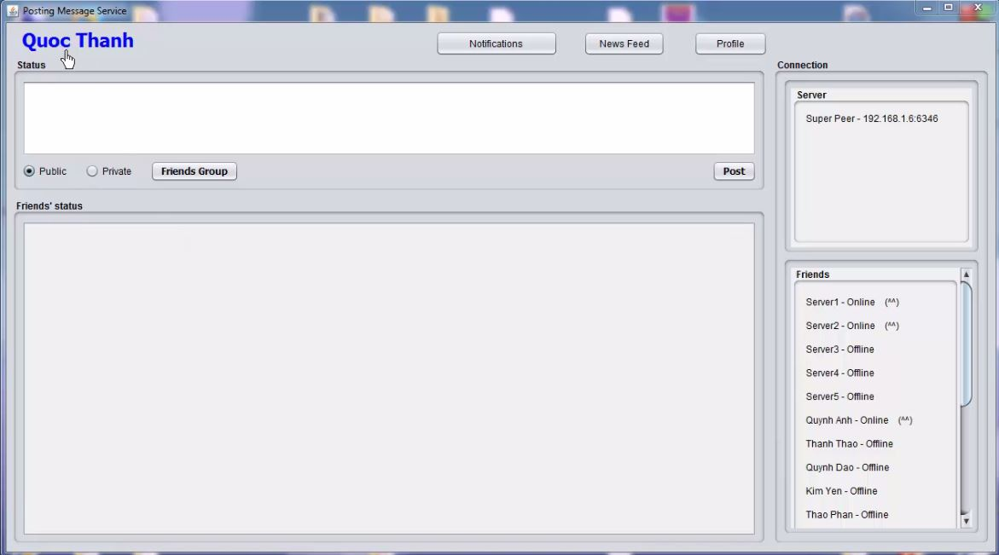 Posting Message Service
Quoc Thanh
Notifications
News Feed
Profile
Status
Public
Private
Friends Group
Post
Friends' status
Connection
Server
Super Peer - 192.168.1.6:6346
Friends
Server1 - Online (^^)
Server2 - Online (^^)
Server3 - Offline
Server4 - Offline
Server5 - Offline
Quynh Anh - Online (^^)
Thanh Thao - Offline
Quynh Dao - Offline
Kim Yen - Offline
Thao Phan - Offline